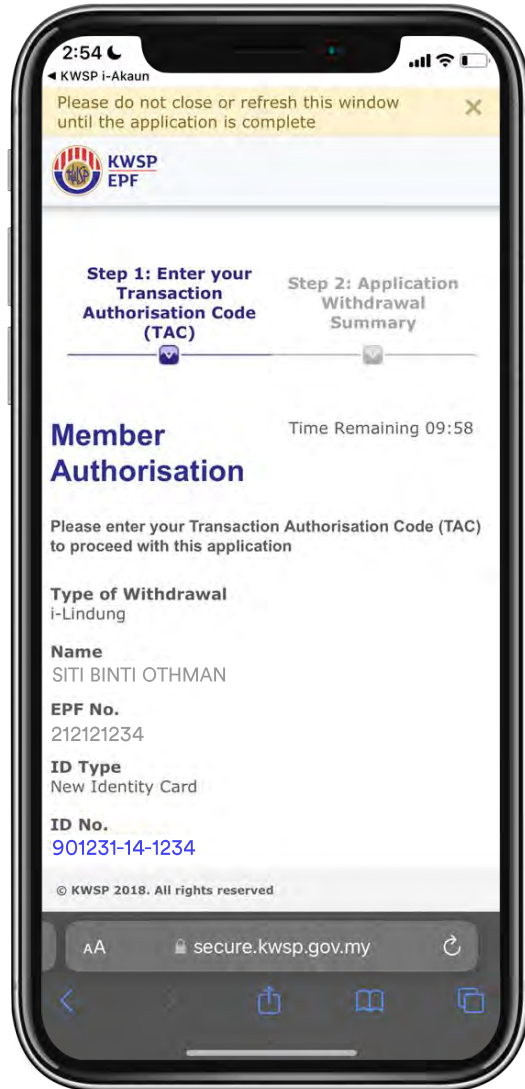 2:54
◀ KWSP i-Akaun
Please do not close or refresh this window
until the application is complete
KWSP
EPF
Step 1: Enter your
Transaction
Authorisation Code
(TAC)
Step 2: Application
Withdrawal
Summary
Member
Authorisation
Time Remaining 09:58
Please enter your Transaction Authorisation Code (TAC)
to proceed with this application
Type of Withdrawal
i-Lindung
Name
SITI BINTI OTHMAN
EPF No.
212121234
ID Type
New Identity Card
ID No.
901231-14-1234
© KWSP 2018. All rights reserved
AA
secure.kwsp.gov.my